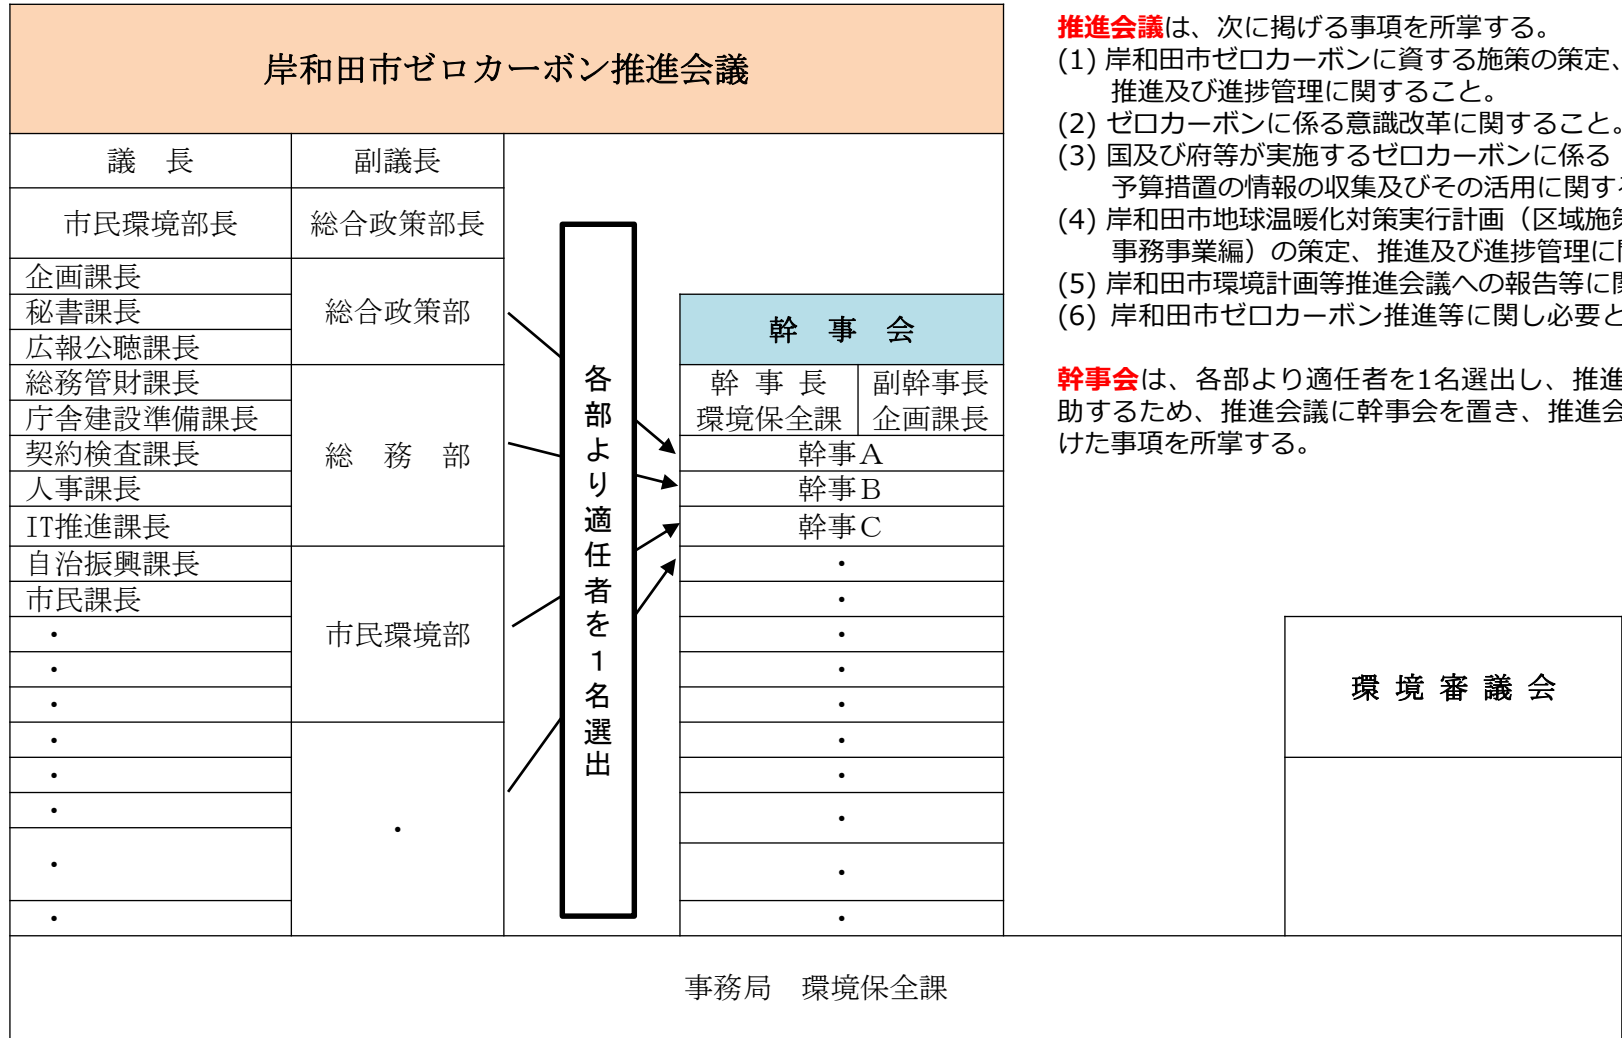 岸和田市ゼロカーボン推進会議
議　長
副議長
市民環境部長
総合政策部長
企画課長
秘書課長
広報公聴課長
総合政策部
総務管財課長
庁舎建設準備課長
契約検査課長
人事課長
IT推進課長
総　務　部
自治振興課長
市民課長
・
・
・
市民環境部
・
・
・
・
・
・
各部より適任者を1名選出
幹　事　会
幹 事 長
環境保全課
副幹事長
企画課長
幹事A
幹事B
幹事C
・
・
・
・
・
・
・
・
・
・
推進会議は、次に掲げる事項を所掌する。
(1) 岸和田市ゼロカーボンに資する施策の策定、
推進及び進捗管理に関すること。
(2) ゼロカーボンに係る意識改革に関すること。
(3) 国及び府等が実施するゼロカーボンに係る
予算措置の情報の収集及びその活用に関す
(4) 岸和田市地球温暖化対策実行計画（区域施
事務事業編）の策定、推進及び進捗管理に
(5) 岸和田市環境計画等推進会議への報告等に
(6) 岸和田市ゼロカーボン推進等に関し必要と
幹事会は、各部より適任者を1名選出し、推進
助するため、推進会議に幹事会を置き、推進会
けた事項を所掌する。
環 境 審 議 会
事務局　環境保全課